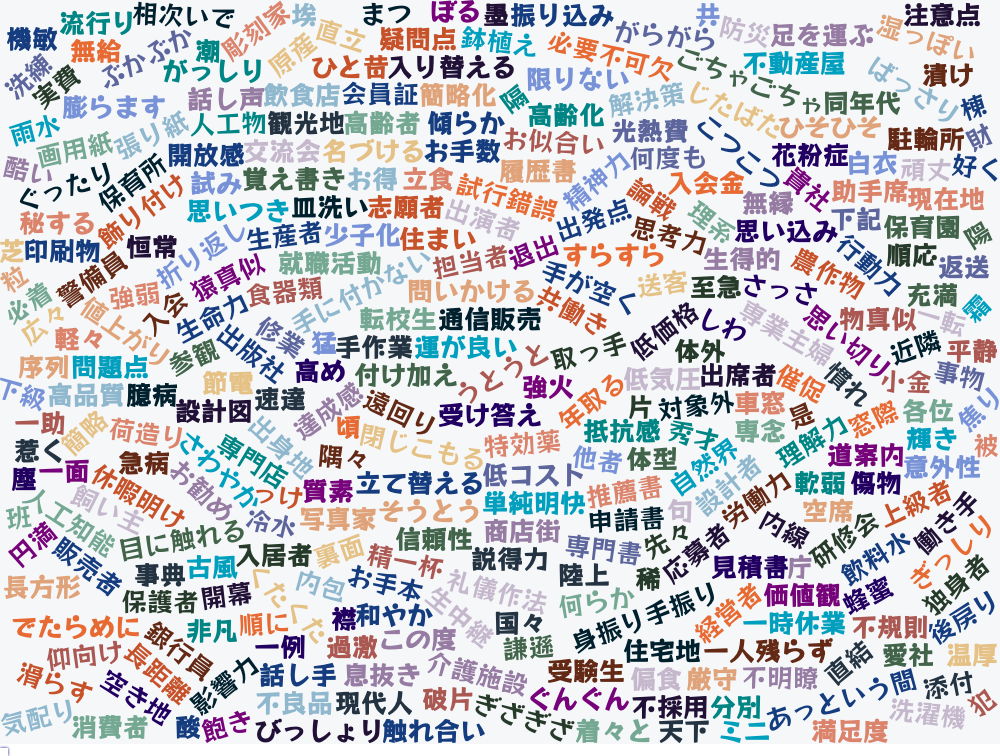 流行り
相次いで
埃
まつ
ぼる
墨
振り込み
共
注意点
機敏
無給
ぷかぷか
潮
彫刻家
原産
直立
疑問点
鉢植え
必要不可欠
がらがら
防災
足を運ぶ
湿っぽい
洗練
実費
がっしり
ひと昔
入り替える
限りない
ごちゃごちゃ
不動産屋
ばっさり
漬け
膨らます
話し声
飲食店
会員証
簡略化
隔
高齢化
解決策
じたばた
同年代
棟
雨水
画用紙
張り紙
人工物
観光地
高齢者
傾らか
お似合い
光熱費
こつこつ
ひそひそ
駐輪所
財
酷い
ぐったり
保育所
開放感
交流会
名づける
お手数
履歴書
精神力
何度も
花粉症
白衣
頑丈
好く
試み
覚え書き
お得
立食
試行錯誤
論戦
入会金
貴社
助手席
現在地
秘する
飾り付け
思いつき
皿洗い
志願者
出演者
出発点
思考力
理系
無縁
思い込み
下記
保育園
陽
芝
印刷物
恒常
折り返し
生産者
少子化
住まい
担当者
退出
すらすら
生得的
農作物
行動力
順応
返送
粒
必着
警備員
強弱
猿真似
就職活動
手に付かない
問いかける
手が空く
共働き
送客
至急
さっさ
充満
霜
広々
値上がり
入会
生命力
食器類
転校生
通信販売
低価格
しわ
専業主婦
思い切り
物真似
一転
軽々
参観
出版社
修業
猛
手作業
運が良い
うとうと
取っ手
体外
近隣
平静
序列
問題点
節電
高め
付け加え
強火
年取る
低気圧
出席者
催促
慣れ
小金
事物
下級
高品質
臆病
設計図
速達
達成感
遠回り
受け答え
片
対象外
車窓
是
窓際
各位
焦り
一助
簡略
荷造り
さわやか
専門店
出身地
頃
閉じこもる
特効薬
抵抗感
秀才
専念
理解力
道案内
輝き
被
惹く
塵
一面
急病
休暇明け
お勧め
つけ
隅々
質素
立て替える
低コスト
他者
体型
自然界
設計者
労働力
軟弱
傷物
意外性
班
人工知能
飼い主
冷水
写真家
そうとう
単純明快
推薦書
句
内線
空席
上級者
円満
販売者
目に触れる
入居者
裏面
信頼性
商店街
申請書
先々
応募者
研修会
働き手
長方形
事典
古風
くたくた
内包
精一杯
お手本
説得力
専門書
陸上
稀
見積書
庁
飲料水
ぎっしり
保護者
開幕
襟
和やか
礼儀作法
生中継
何らか
身振り手振り
経営者
価値観
蜂蜜
独身者
でたらめに
銀行員
非凡
順に
一例
過激
この度
国々
謙遜
一時休業
不規則
後戻り
仰向け
長距離
影響力
話し手
息抜き
介護施設
受験生
住宅地
一人残らず
直結
愛社
温厚
滑らす
空き地
不良品
現代人
破片
ぎざぎざ
ぐんぐん
偏食
厳守
不明瞭
添付
犯
気配り
消費者
酸
飽き
びっしょり
触れ合い
着々と
不採用
分別
天下
ミニ
あっという間
満足度
洗濯機